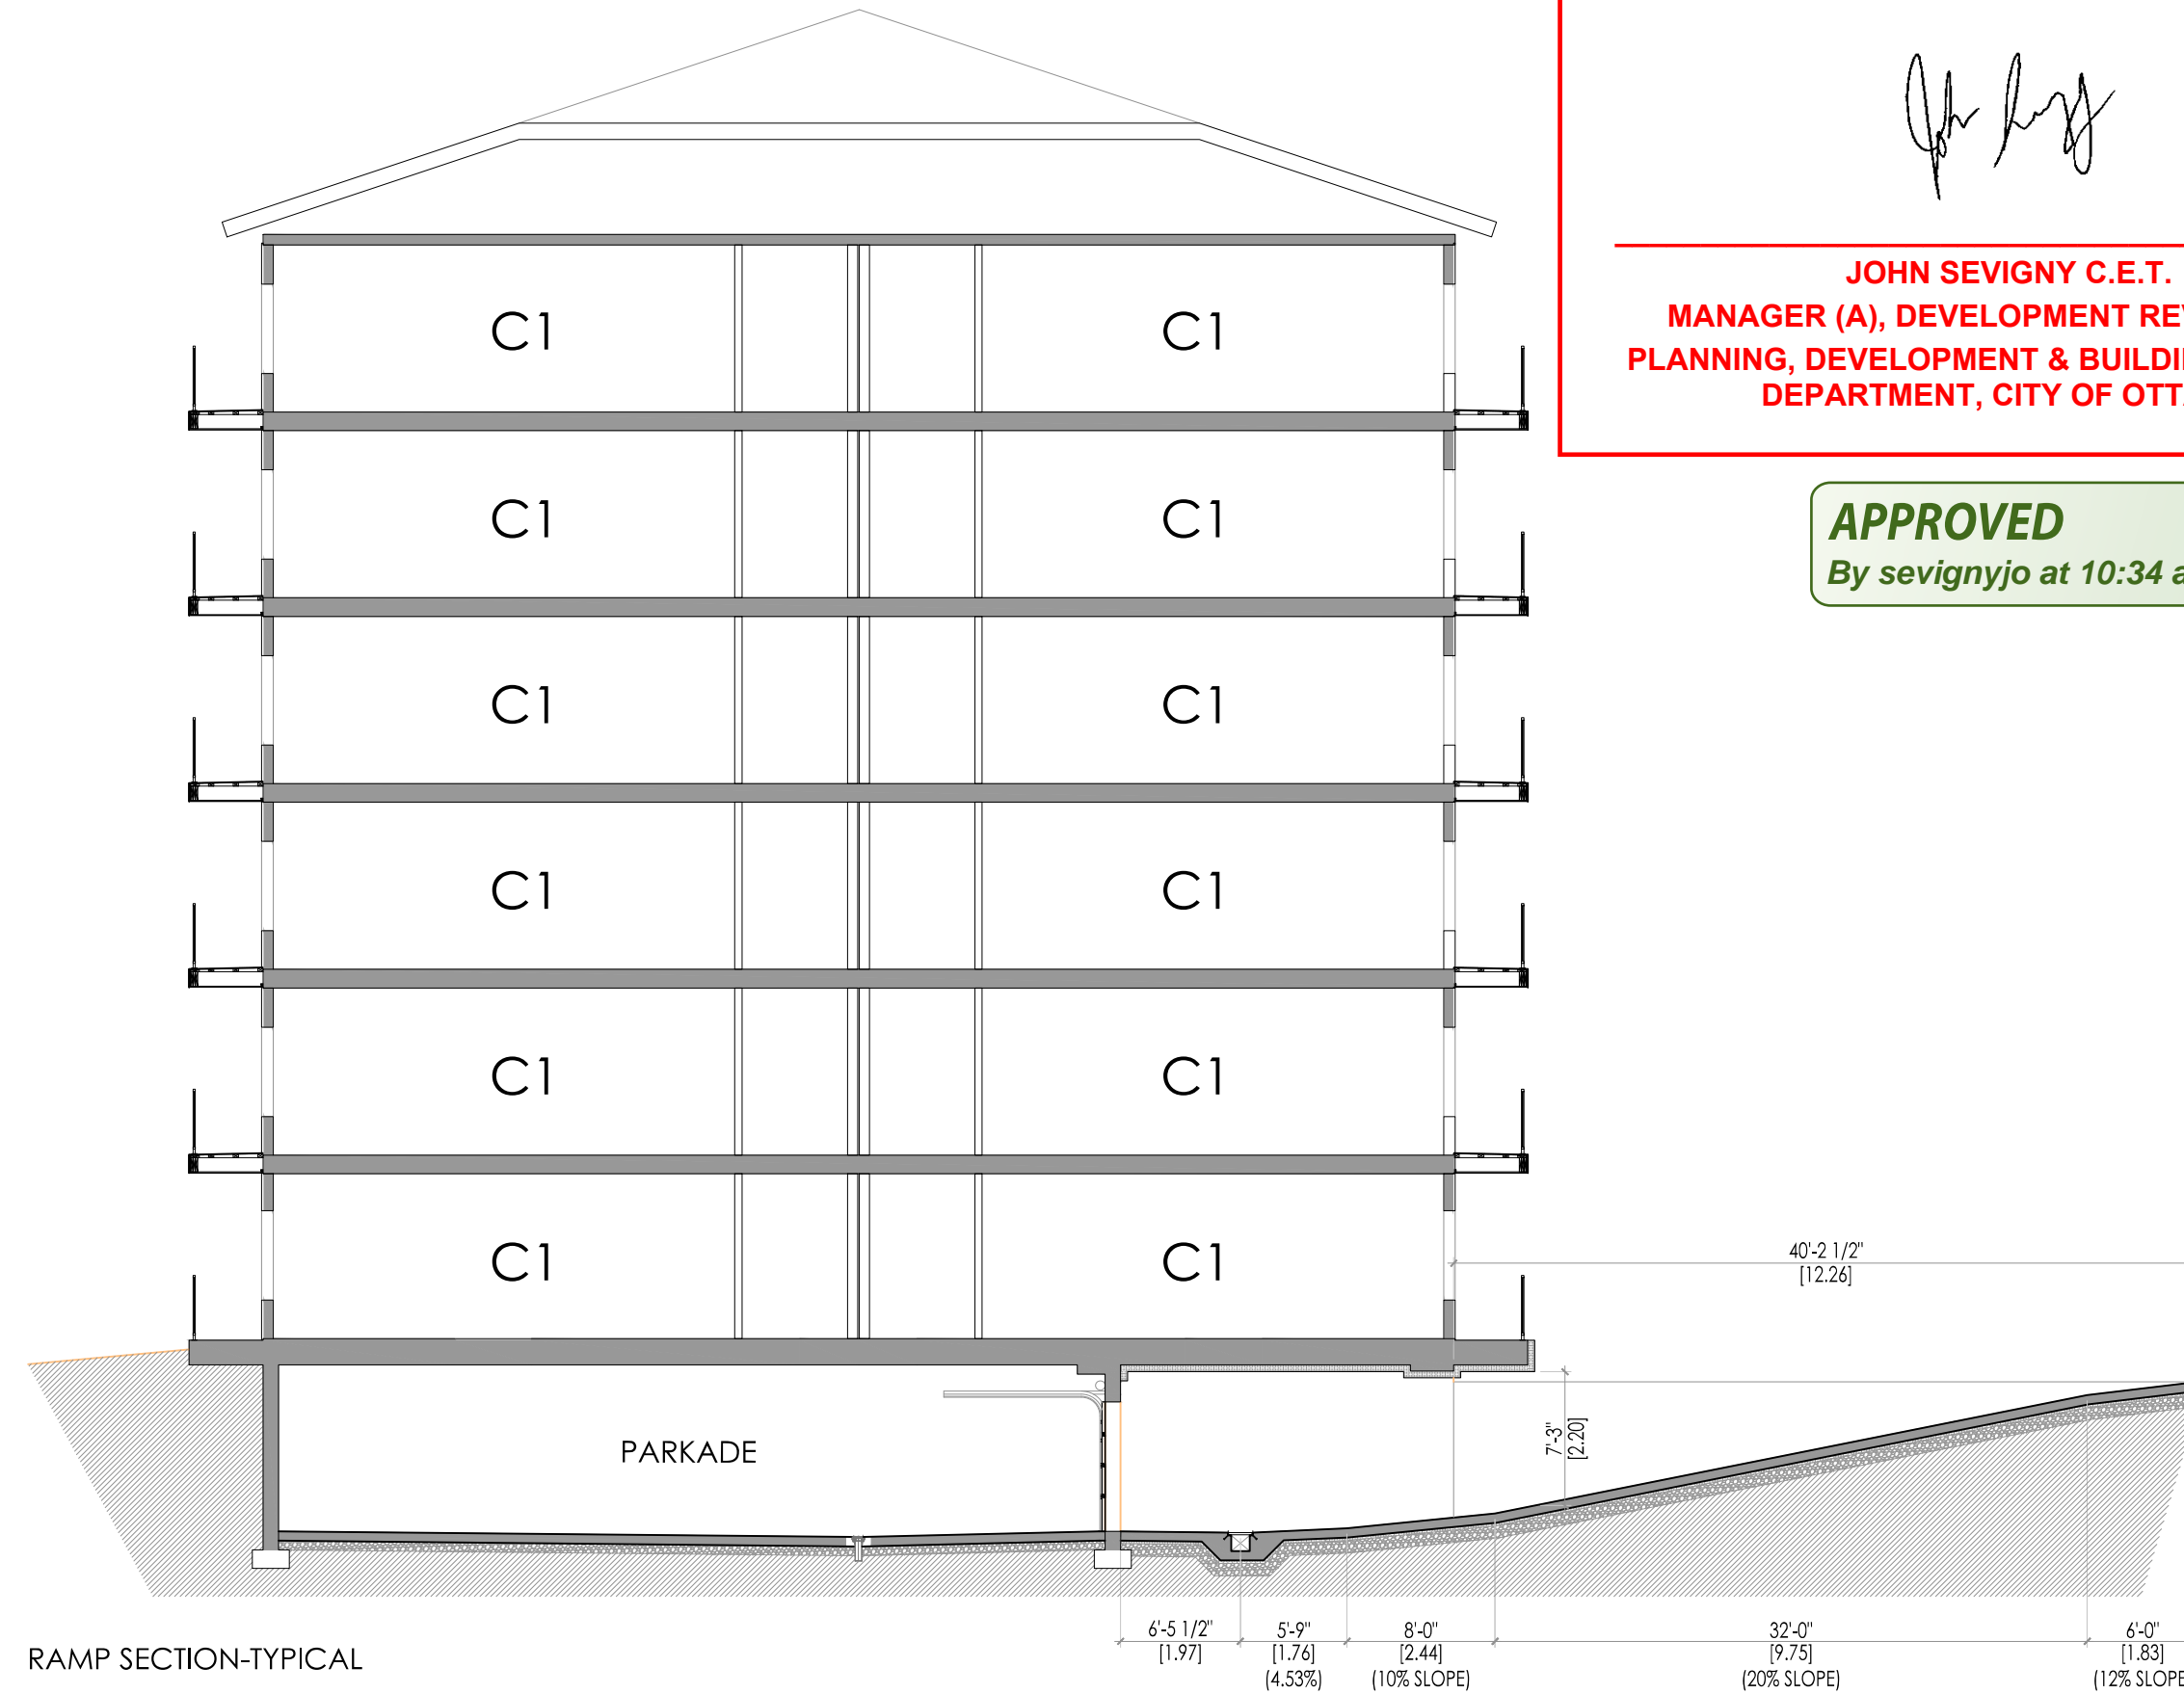 JOHN SEVIGNY C.E.T.
MANAGER (A), DEVELOPMENT
PLANNING, DEVELOPMENT &
DEPARTMENT, CITY OF
APPROVED
By sevignyjo at 10:34
C1 C1
C1 C1
C1 C1
C1 C1
C1 C1
C1 C1
40'-2 1/2"
[12.26]
7'-3"
[2.20]
PARKADE
6'-5 1/2" 5'-9" 8'-0" 32'-0" 6'-0"
[1.97] [1.76] [2.44] [9.75] [1.83]
(4.53%) (10% SLOPE) (20% SLOPE) (12% SLOPE
RAMP SECTION-TYPICAL